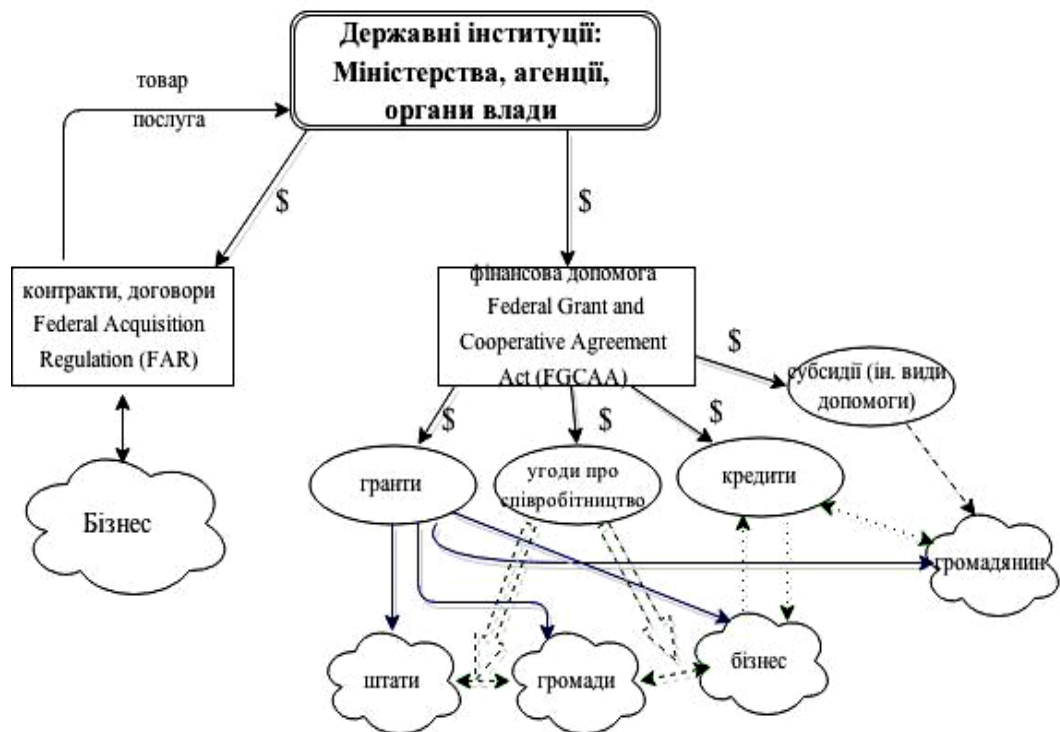 Державні інституції:
Міністерства, агенції,
органи влади
товар
послуга
$
$
контракти, договори
Federal Acquisition
Regulation (FAR)
фінансова допомога
Federal Grant and
Cooperative Agreement
Act (FGCAA)
$
субсидії (ін. види
допомоги)
$
$
$
гранти
угоди про
співробітництво
кредити
Бізнес
громадянин
штати
громади
бізнес